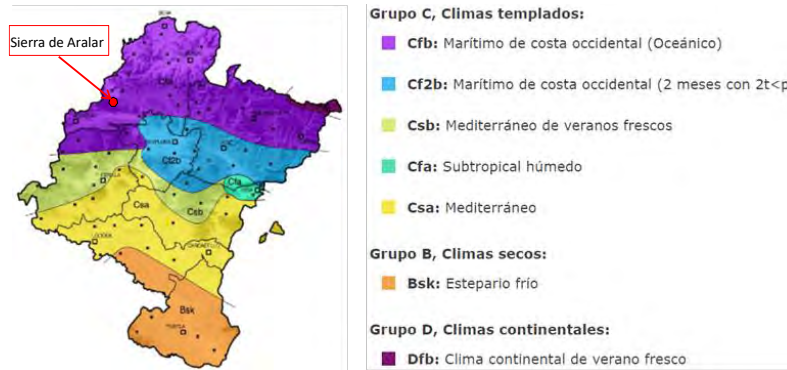 Sierra de Aralar
Cfb
Cf2b
Cfa
Csb
Csa
Bsk
Grupo C, Climas templados:
Cfb: Marítimo de costa occidental (Oceánico)
Cf2b: Marítimo de costa occidental (2 meses con 2t<p
Csb: Mediterráneo de veranos frescos
Cfa: Subtropical húmedo
Csa: Mediterráneo
Grupo B, Climas secos:
Bsk: Estepario frío
Grupo D, Climas continentales:
Dfb: Clima continental de verano fresco